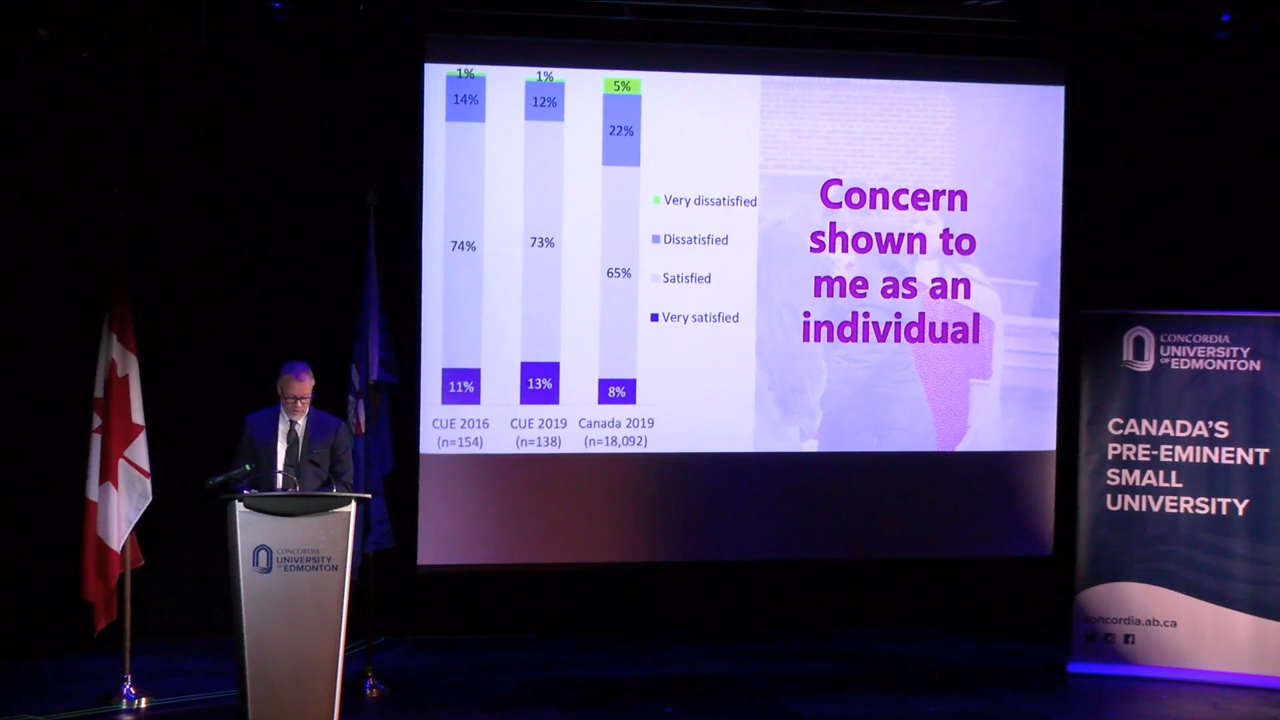 1%
1%
5%
14%
12%
22%
74%
73%
65%
11%
13%
8%
CUE 2016
(n=154)
CUE 2019
(n=138)
Canada 2019
(n=18,092)
Very dissatisfied
Dissatisfied
Satisfied
Very satisfied
Concern
shown to
me as an
individual
CONCORDIA
UNIVERSITY
OF EDMONTON
CONCORDIA
UNIVERSITY
OF EDMONTON
CANADA'S
PRE-EMINENT
SMALL
UNIVERSITY
concordia.ab.ca